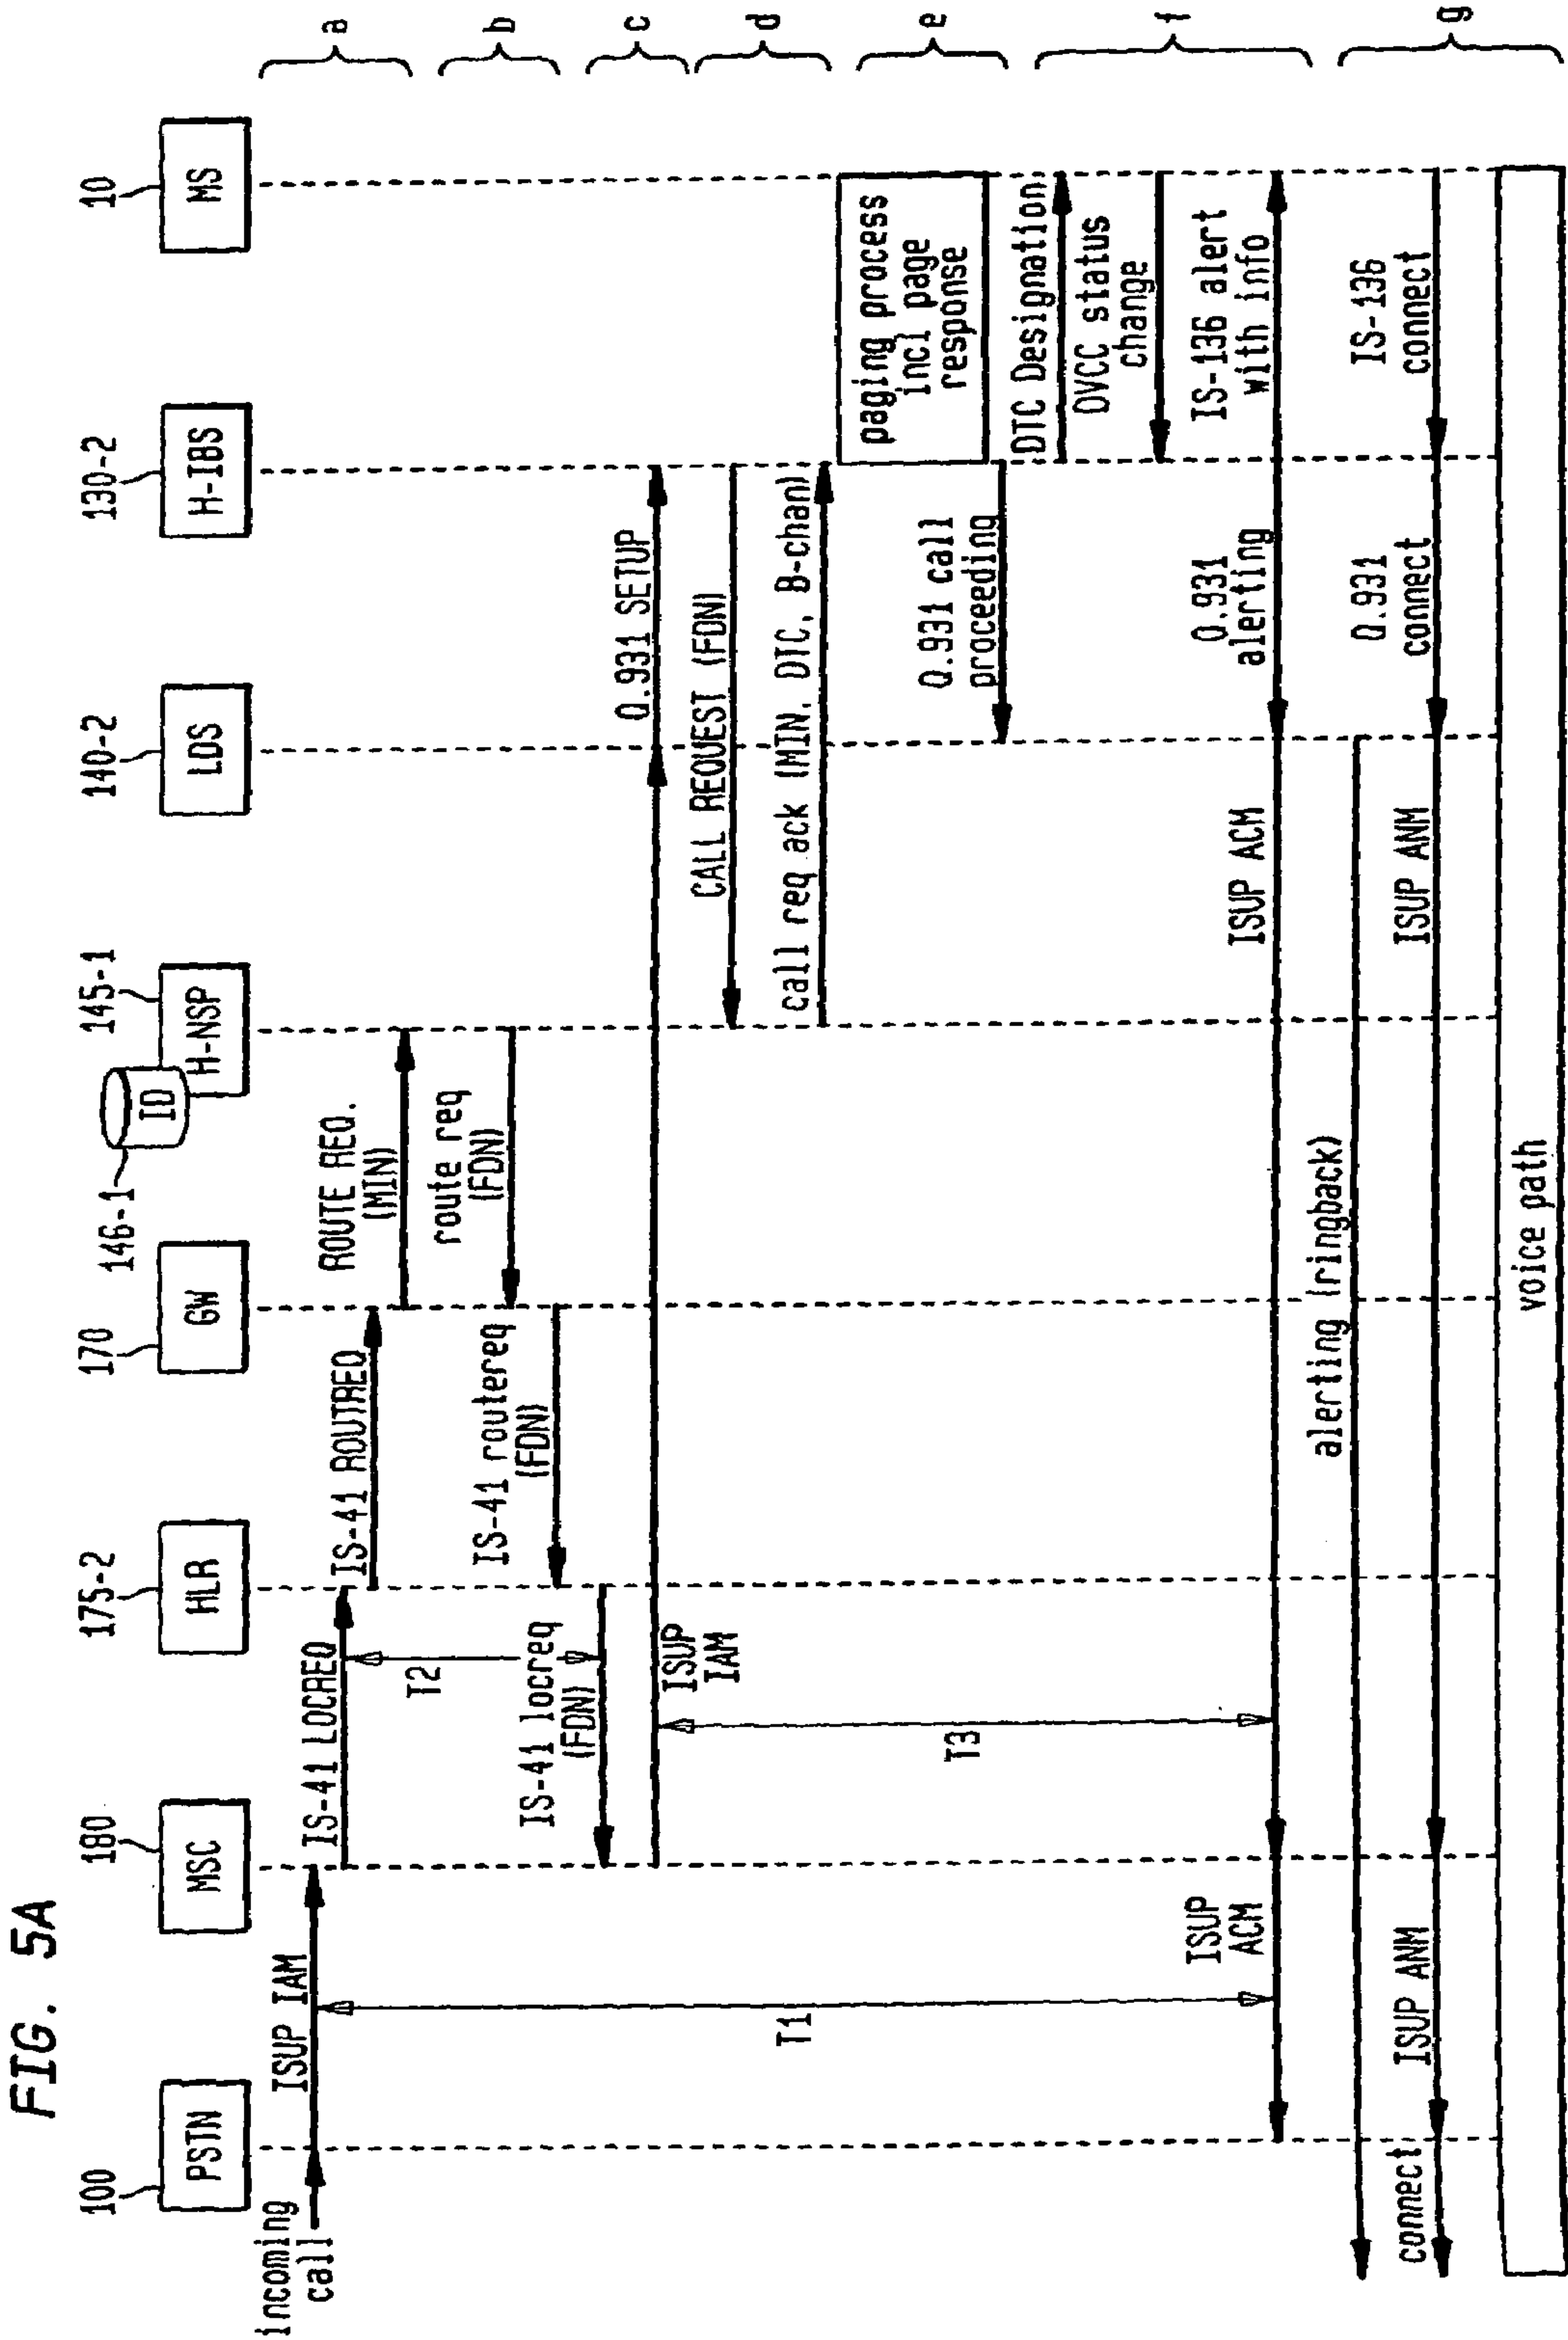 FIG. 5A
100
PSTN
180
MSC
175-2
HLR
170
GW
146-1
ID
145-1
H-NSP
140-2
LDS
130-2
H-IBS
10
MS
incoming
call
ISUP IAM
IS-41 LOCREQ
IS-41 ROUTREQ
ROUTE REQ.
(MIN)
a
route req
(FDN)
IS-41 routereq
(FDN)
b
T2
IS-41 locreq
(FDN)
ISUP
IAM
Q.931 SETUP
c
CALL REQUEST (FDN)
call req ack (MIN, DTC, B-chan)
d
paging process
incl page
response
Q.931 call
proceeding
e
T1
T3
DTC Designation
DVCC status
change
IS-136 alert
with info
Q.931
alerting
ISUP ACM
ISUP
ACM
f
alerting (ringback)
IS-136
connect
Q.931
connect
ISUP ANM
ISUP ANM
connect
g
voice path